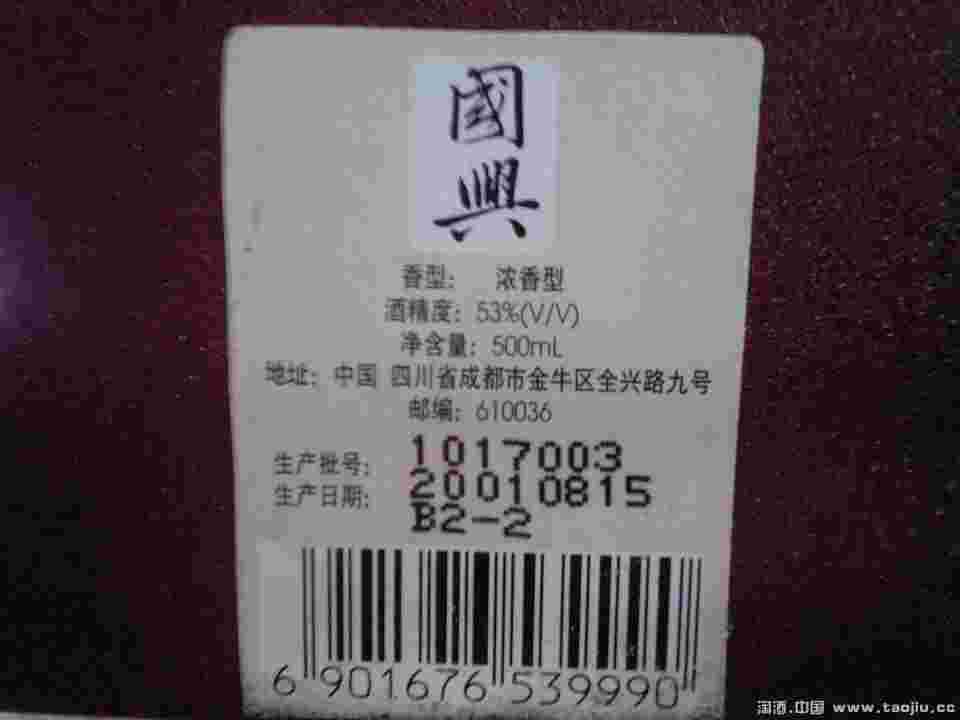 國
興
香型： 浓香型
酒精度：53%(V/V)
净含量：500mL
地址：中国 四川省成都市金牛区全兴路九号
邮编：610036
生产批号：1017003
生产日期：20010815
B2-2
6 901676 539990
淘酒.中国 www.taojiu.cc